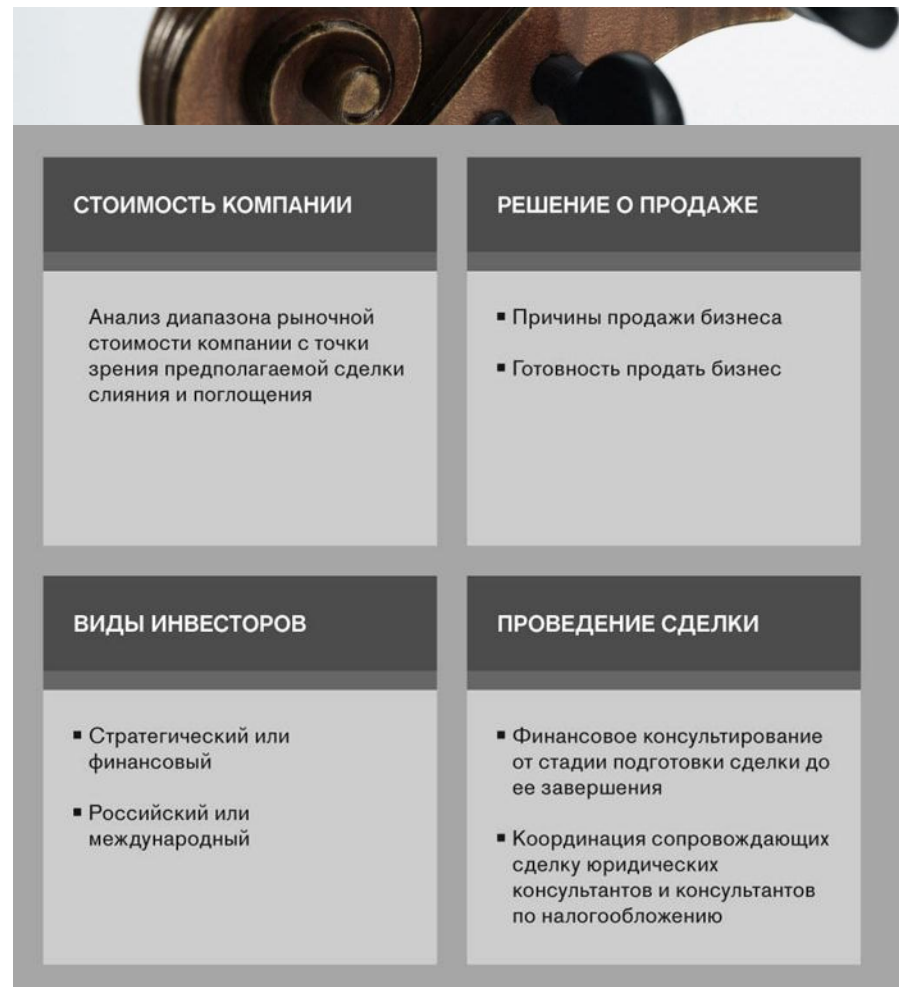 СТОИМОСТЬ КОМПАНИИ
Анализ диапазона рыночной
стоимости компании с точки
зрения предполагаемой сделки
слияния и поглощения
РЕШЕНИЕ О ПРОДАЖЕ
▪ Причины продажи бизнеса
▪ Готовность продать бизнес
ВИДЫ ИНВЕСТОРОВ
▪ Стратегический или
финансовый
▪ Российский или
международный
ПРОВЕДЕНИЕ СДЕЛКИ
▪ Финансовое консультирование
от стадии подготовки сделки до
ее завершения
▪ Координация сопровождающих
сделку юридических
консультантов и консультантов
по налогообложению